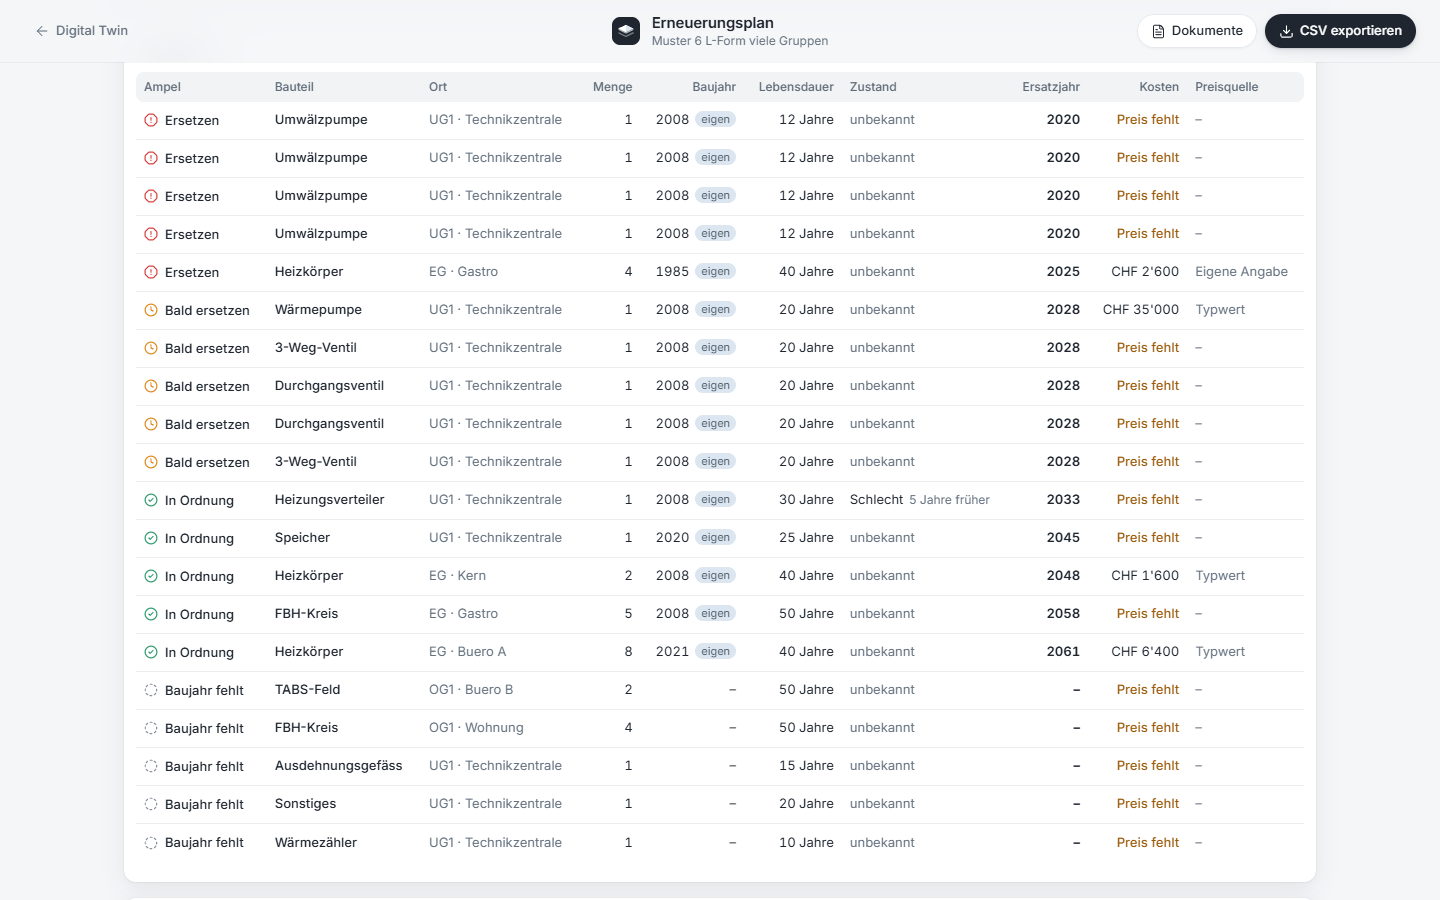 Digital Twin
Erneuerungsplan
Muster 6 L-Form viele Gruppen
Dokumente
CSV exportieren
Ampel Bauteil Ort Menge Baujahr Lebensdauer Zustand Ersatzjahr Kosten Preisquelle
Ersetzen Umwälzpumpe UG1 · Technikzentrale 1 2008 eigen 12 Jahre unbekannt 2020 Preis fehlt –
Ersetzen Umwälzpumpe UG1 · Technikzentrale 1 2008 eigen 12 Jahre unbekannt 2020 Preis fehlt –
Ersetzen Umwälzpumpe UG1 · Technikzentrale 1 2008 eigen 12 Jahre unbekannt 2020 Preis fehlt –
Ersetzen Umwälzpumpe UG1 · Technikzentrale 1 2008 eigen 12 Jahre unbekannt 2020 Preis fehlt –
Ersetzen Heizkörper EG · Gastro 4 1985 eigen 40 Jahre unbekannt 2025 CHF 2'600 Eigene Angabe
Bald ersetzen Wärmepumpe UG1 · Technikzentrale 1 2008 eigen 20 Jahre unbekannt 2028 CHF 35'000 Typwert
Bald ersetzen 3-Weg-Ventil UG1 · Technikzentrale 1 2008 eigen 20 Jahre unbekannt 2028 Preis fehlt –
Bald ersetzen Durchgangsventil UG1 · Technikzentrale 1 2008 eigen 20 Jahre unbekannt 2028 Preis fehlt –
Bald ersetzen Durchgangsventil UG1 · Technikzentrale 1 2008 eigen 20 Jahre unbekannt 2028 Preis fehlt –
Bald ersetzen 3-Weg-Ventil UG1 · Technikzentrale 1 2008 eigen 20 Jahre unbekannt 2028 Preis fehlt –
In Ordnung Heizungsverteiler UG1 · Technikzentrale 1 2008 eigen 30 Jahre Schlecht 5 Jahre früher 2033 Preis fehlt –
In Ordnung Speicher UG1 · Technikzentrale 1 2020 eigen 25 Jahre unbekannt 2045 Preis fehlt –
In Ordnung Heizkörper EG · Kern 2 2008 eigen 40 Jahre unbekannt 2048 CHF 1'600 Typwert
In Ordnung FBH-Kreis EG · Gastro 5 2008 eigen 50 Jahre unbekannt 2058 Preis fehlt –
In Ordnung Heizkörper EG · Buero A 8 2021 eigen 40 Jahre unbekannt 2061 CHF 6'400 Typwert
Baujahr fehlt TABS-Feld OG1 · Buero B 2 – 50 Jahre unbekannt – Preis fehlt –
Baujahr fehlt FBH-Kreis OG1 · Wohnung 4 – 50 Jahre unbekannt – Preis fehlt –
Baujahr fehlt Ausdehnungsgefäss UG1 · Technikzentrale 1 – 15 Jahre unbekannt – Preis fehlt –
Baujahr fehlt Sonstiges UG1 · Technikzentrale 1 – 20 Jahre unbekannt – Preis fehlt –
Baujahr fehlt Wärmezähler UG1 · Technikzentrale 1 – 10 Jahre unbekannt – Preis fehlt –